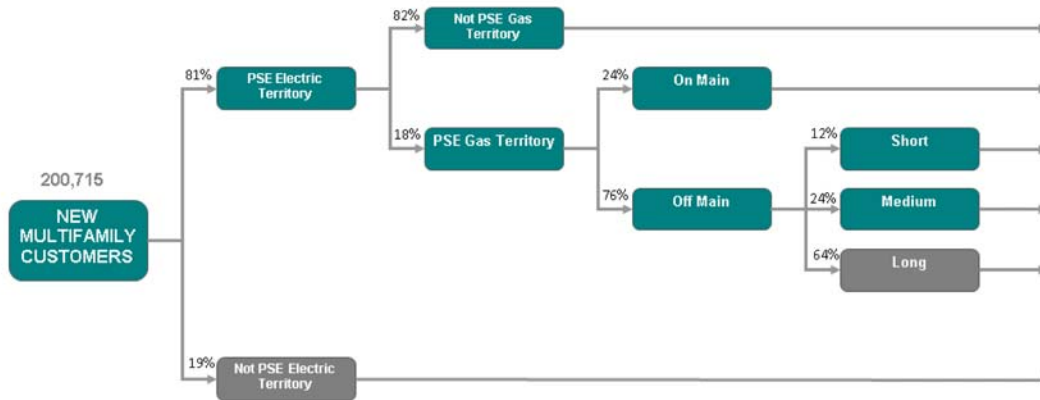 82%
Not PSE Gas
Territory
81%
PSE Electric
Territory
24%
On Main
18%
PSE Gas Territory
12%
Short
200,715
NEW
MULTIFAMILY
CUSTOMERS
76%
Off Main
24%
Medium
64%
Long
19%
Not PSE Electric
Territory